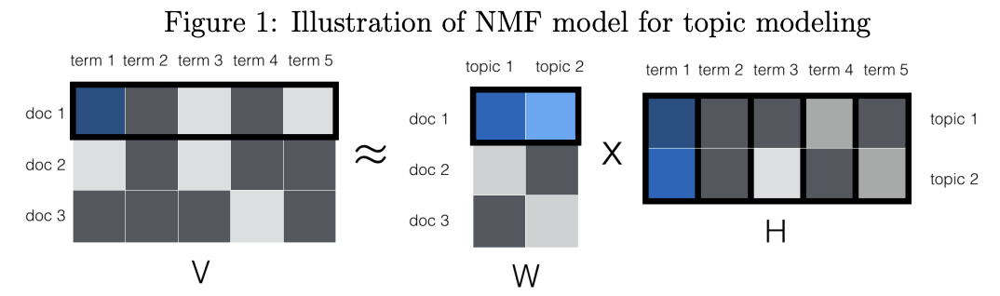 Figure 1: Illustration of NMF model for topic modeling
term 1 term 2 term 3 term 4 term 5
doc 1
doc 2
doc 3
V
≈
topic 1 topic 2
doc 1
doc 2
doc 3
W
X
term 1 term 2 term 3 term 4 term 5
topic 1
topic 2
H